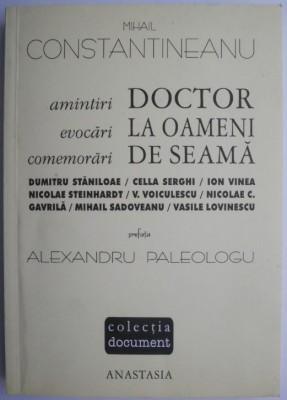 MIHAIL
CONSTANTINEANU
amintiri
evocări
comemorări
DOCTOR
LA OAMENI
DE SEAMĂ
DUMITRU STĂNILOAE / CELLA SERGHI / ION VINEA
NICOLAE STEINHARDT / V. VOICULESCU / NICOLAE C.
GAVRILĂ / MIHAIL SADOVEANU / VASILE LOVINESCU
prefața
ALEXANDRU PALEOLOGU
colecția
document
ANASTASIA